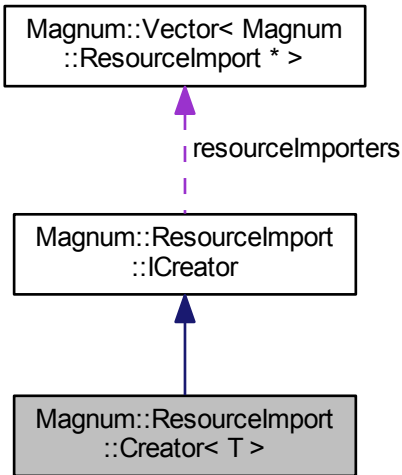 Magnum::Vector< Magnum
::ResourceImport * >
resourceImporters
Magnum::ResourceImport
::ICreator
Magnum::ResourceImport
::Creator< T >